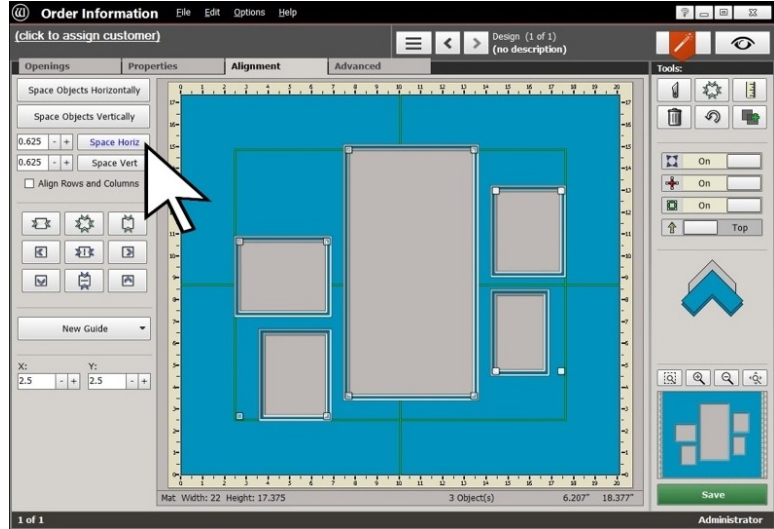 Order Information File Edit Options Help
(click to assign customer)
Design (1 of 1)
(no description)
Openings Properties Alignment Advanced
Tools:
Space Objects Horizontally
Space Objects Vertically
0.625 - + Space Horiz
0.625 - + Space Vert
Align Rows and Columns
On
On
On
Top
New Guide
X: Y:
2.5 - + 2.5 - +
Mat Width: 22 Height: 17.375 3 Object(s) 6.207" 18.377"
Save
1 of 1 Administrator